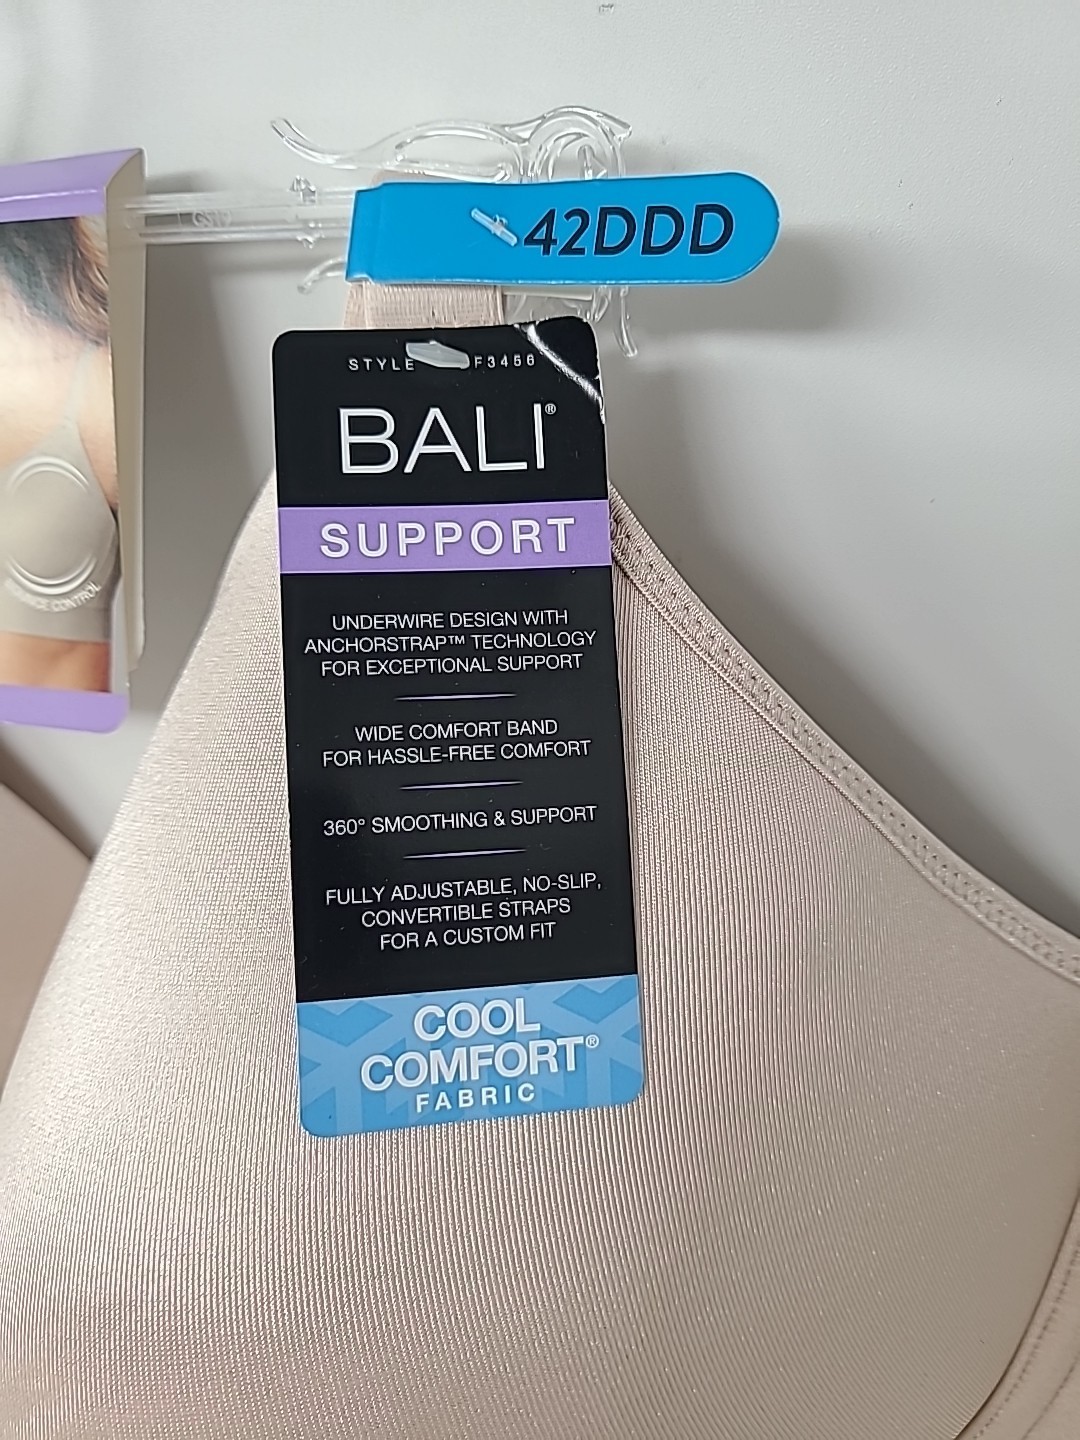 42DDD
STYLE F3456
BALI®
SUPPORT
UNDERWIRE DESIGN WITH
ANCHORSTRAP™ TECHNOLOGY
FOR EXCEPTIONAL SUPPORT
WIDE COMFORT BAND
FOR HASSLE-FREE COMFORT
360° SMOOTHING & SUPPORT
FULLY ADJUSTABLE, NO-SLIP,
CONVERTIBLE STRAPS
FOR A CUSTOM FIT
COOL
COMFORT®
FABRIC
CONTROL